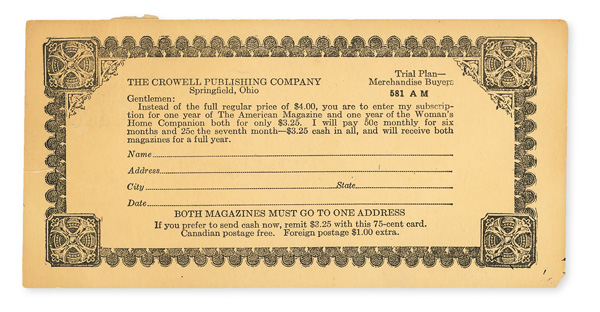 THE CROWELL PUBLISHING COMPANY
Springfield, Ohio
Trial Plan—
Merchandise Buyers
581 A M
Gentlemen:
Instead of the full regular price of $4.00, you are to enter my subscrip-
tion for one year of The American Magazine and one year of the Woman's
Home Companion both for only $3.25. I will pay 50c monthly for six
months and 25c the seventh month—$3.25 cash in all, and will receive both
magazines for a full year.
Name
Address
City State
Date
BOTH MAGAZINES MUST GO TO ONE ADDRESS
If you prefer to send cash now, remit $3.25 with this 75-cent card.
Canadian postage free. Foreign postage $1.00 extra.